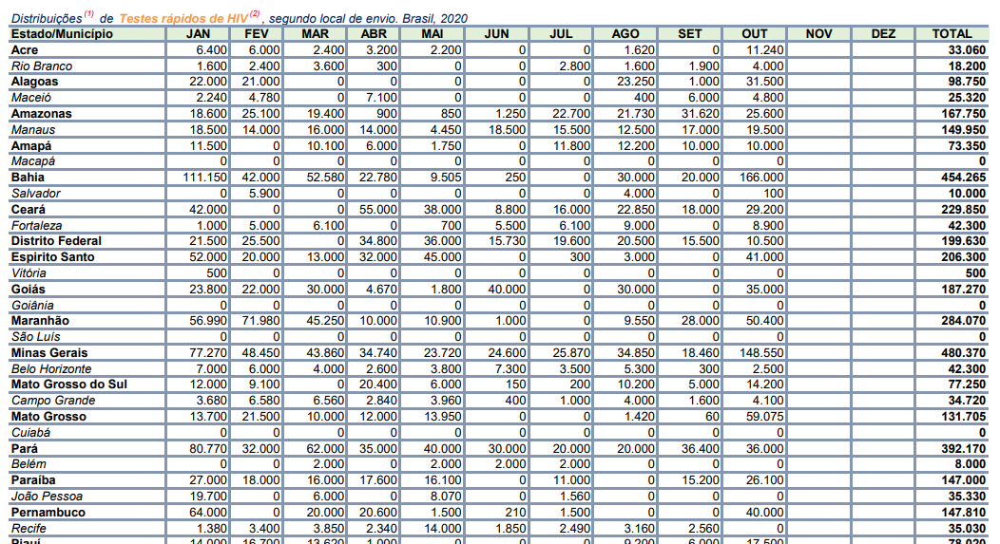 Distribuições (1) de Testes rápidos de HIV (2), segundo local de envio. Brasil, 2020
Estado/Município JAN FEV MAR ABR MAI JUN JUL AGO SET OUT NOV DEZ TOTAL
Acre 6.400 6.000 2.400 3.200 2.200 0 0 1.620 0 11.240 33.060
Rio Branco 1.600 2.400 3.600 300 0 0 2.800 1.600 1.900 4.000 18.200
Alagoas 22.000 21.000 0 0 0 0 0 23.250 1.000 31.500 98.750
Maceió 2.240 4.780 0 7.100 0 0 0 400 6.000 4.800 25.320
Amazonas 18.600 25.100 19.400 900 850 1.250 22.700 21.730 31.620 25.600 167.750
Manaus 18.500 14.000 16.000 14.000 4.450 18.500 15.500 12.500 17.000 19.500 149.950
Amapá 11.500 0 10.100 6.000 1.750 0 11.800 12.200 10.000 10.000 73.350
Macapá 0 0 0 0 0 0 0 0 0 0 0
Bahia 111.150 42.000 52.580 22.780 9.505 250 0 30.000 20.000 166.000 454.265
Salvador 0 5.900 0 0 0 0 0 4.000 0 100 10.000
Ceará 42.000 0 0 55.000 38.000 8.800 16.000 22.850 18.000 29.200 229.850
Fortaleza 1.000 5.000 6.100 0 700 5.500 6.100 9.000 0 8.900 42.300
Distrito Federal 21.500 25.500 0 34.800 36.000 15.730 19.600 20.500 15.500 10.500 199.630
Espirito Santo 52.000 20.000 13.000 32.000 45.000 0 300 3.000 0 41.000 206.300
Vitória 500 0 0 0 0 0 0 0 0 0 500
Goiás 23.800 22.000 30.000 4.670 1.800 40.000 0 30.000 0 35.000 187.270
Goiânia 0 0 0 0 0 0 0 0 0 0 0
Maranhão 56.990 71.980 45.250 10.000 10.900 1.000 0 9.550 28.000 50.400 284.070
São Luís 0 0 0 0 0 0 0 0 0 0 0
Minas Gerais 77.270 48.450 43.860 34.740 23.720 24.600 25.870 34.850 18.460 148.550 480.370
Belo Horizonte 7.000 6.000 4.000 2.600 3.800 7.300 3.500 5.300 300 2.500 42.300
Mato Grosso do Sul 12.000 9.100 0 20.400 6.000 150 200 10.200 5.000 14.200 77.250
Campo Grande 3.680 6.580 6.560 2.840 3.960 400 1.000 4.000 1.600 4.100 34.720
Mato Grosso 13.700 21.500 10.000 12.000 13.950 0 0 1.420 60 59.075 131.705
Cuiabá 0 0 0 0 0 0 0 0 0 0 0
Pará 80.770 32.000 62.000 35.000 40.000 30.000 20.000 20.000 36.400 36.000 392.170
Belém 0 0 2.000 0 2.000 2.000 2.000 0 0 0 8.000
Paraíba 27.000 18.000 16.000 17.600 16.100 0 11.000 0 15.200 26.100 147.000
João Pessoa 19.700 0 6.000 0 8.070 0 1.560 0 0 0 35.330
Pernambuco 64.000 0 20.000 20.600 1.500 210 1.500 0 0 40.000 147.810
Recife 1.380 3.400 3.850 2.340 14.000 1.850 2.490 3.160 2.560 0 35.030
Piauí 14.000 16.700 13.620 1.000 0 0 0 9.200 6.000 17.500 78.020